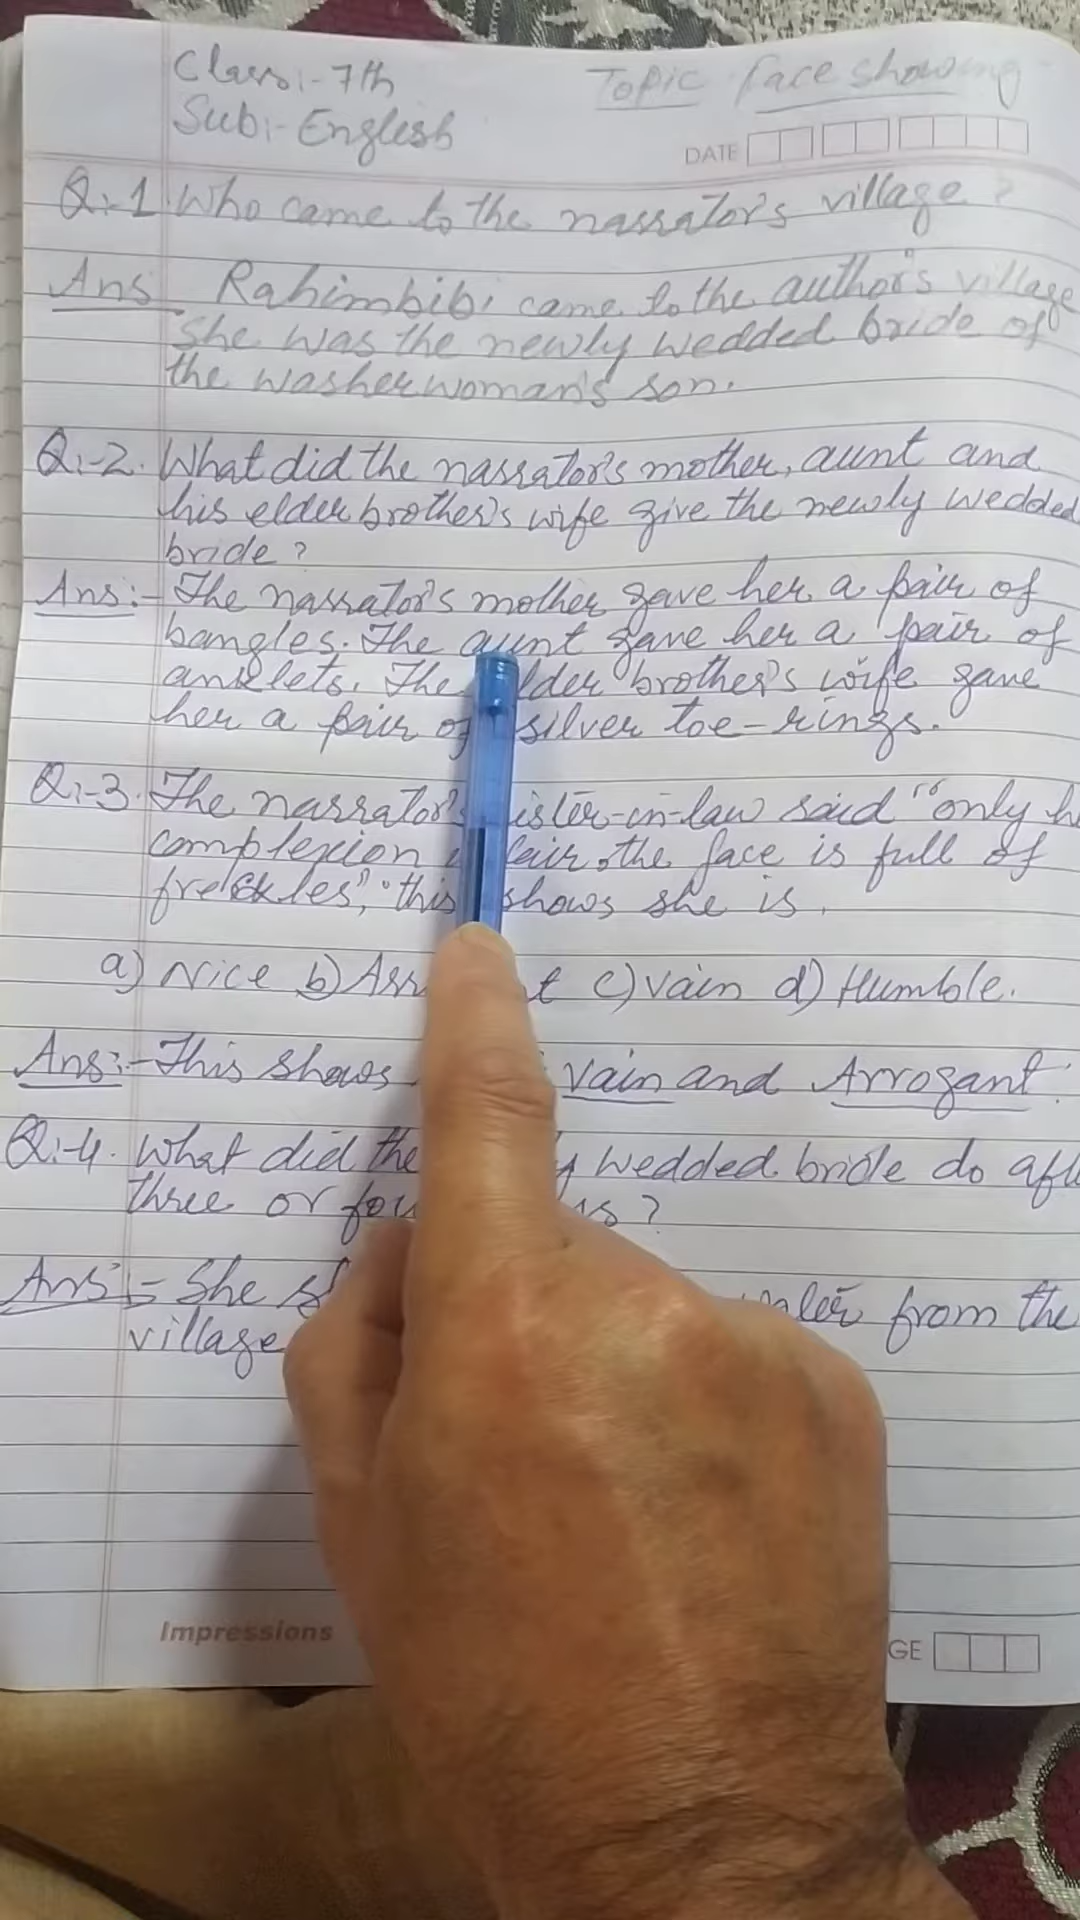 Class:- 7th
Topic face showing
Sub:- English
DATE
Q:-1 Who came to the narrator's village?
Ans Rahimbibi came to the author's village
She was the newly wedded bride of
the washerwoman's son.
Q:-2. What did the narrator's mother, aunt and
his elder brother's wife give the newly wedded
bride?
Ans:- The narrator's mother gave her a pair of
bangles. The aunt gave her a pair of
anklets. The elder brother's wife gave
her a pair of silver toe-rings.
Q:-3. The narrator's sister-in-law said "only
complexion fair, the face is full of
freckles", this shows she is.
a) Nice b) c) Vain d) Humble.
Ans:- This shows Vain and Arrogant.
Q:-4. What did the wedded bride do
three or
Ans:- She from the
village
Impressions